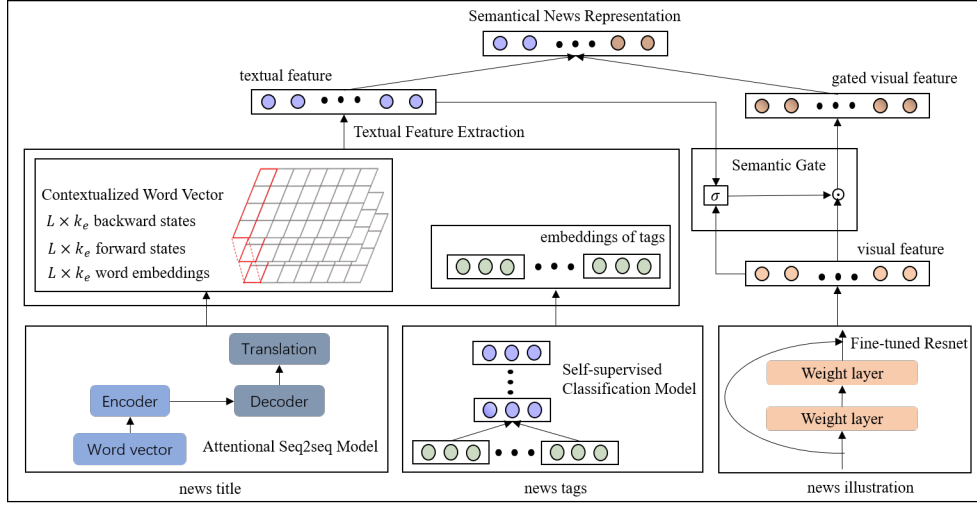 Semantical News Representation
textual feature
gated visual feature
Textual Feature Extraction
Contextualized Word Vector
L × k_e backward states
L × k_e forward states
L × k_e word embeddings
embeddings of tags
Semantic Gate
σ
visual feature
Translation
Encoder
Decoder
Word vector
Attentional Seq2seq Model
Self-supervised
Classification Model
Fine-tuned Resnet
Weight layer
Weight layer
news title
news tags
news illustration